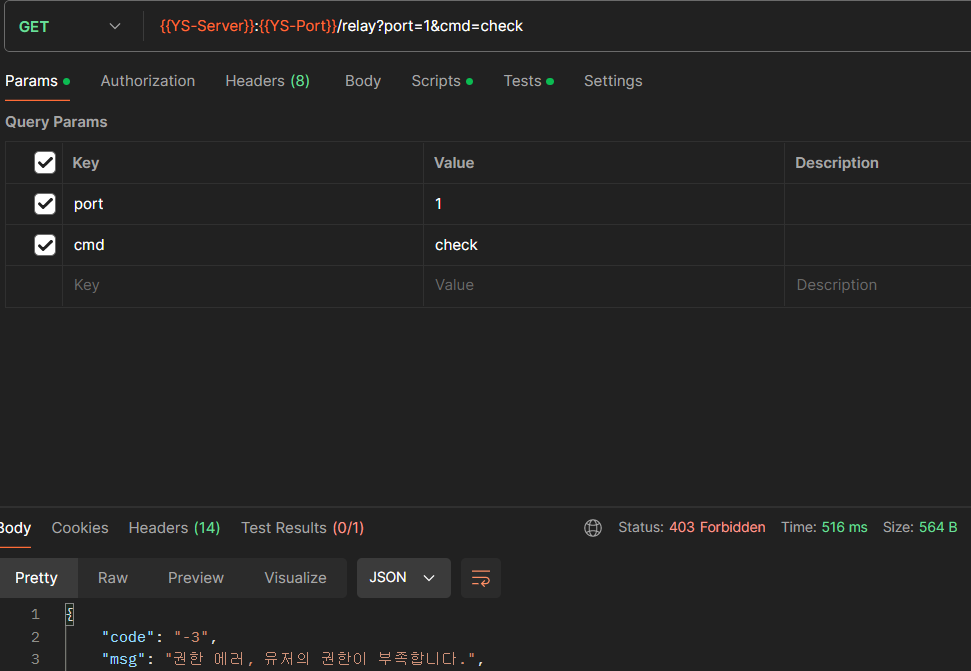 GET {{YS-Server}}:{{YS-Port}}/relay?port=1&cmd=check
Params Authorization Headers (8) Body Scripts Tests Settings
Query Params
Key Value Description
port 1
cmd check
Key Value Description
Body Cookies Headers (14) Test Results (0/1) Status: 403 Forbidden Time: 516 ms Size: 564 B
Pretty Raw Preview Visualize JSON
1 {
2 "code": "-3",
3 "msg": "권한 에러, 유저의 권한이 부족합니다.",